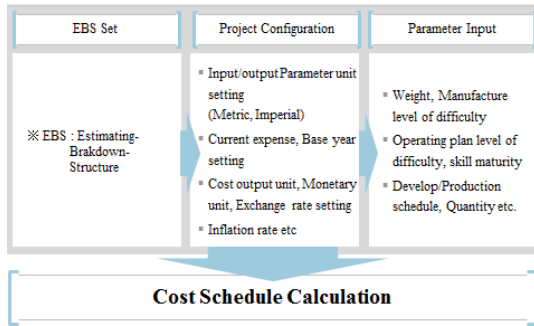 EBS Set
Project Configuration
Parameter Input
※ EBS : Estimating-
Brakdown-
Structure
▪ Input/outputParameter unit
setting
(Metric, Imperial)
▪ Current expense, Base year
setting
▪ Cost output unit, Monetary
unit, Exchange rate setting
▪ Inflation rate etc
▪ Weight, Manufacture
level of difficulty
▪ Operating plan level of
difficulty, skill maturity
▪ Develop/Production
schedule, Quantity etc.
Cost Schedule Calculation